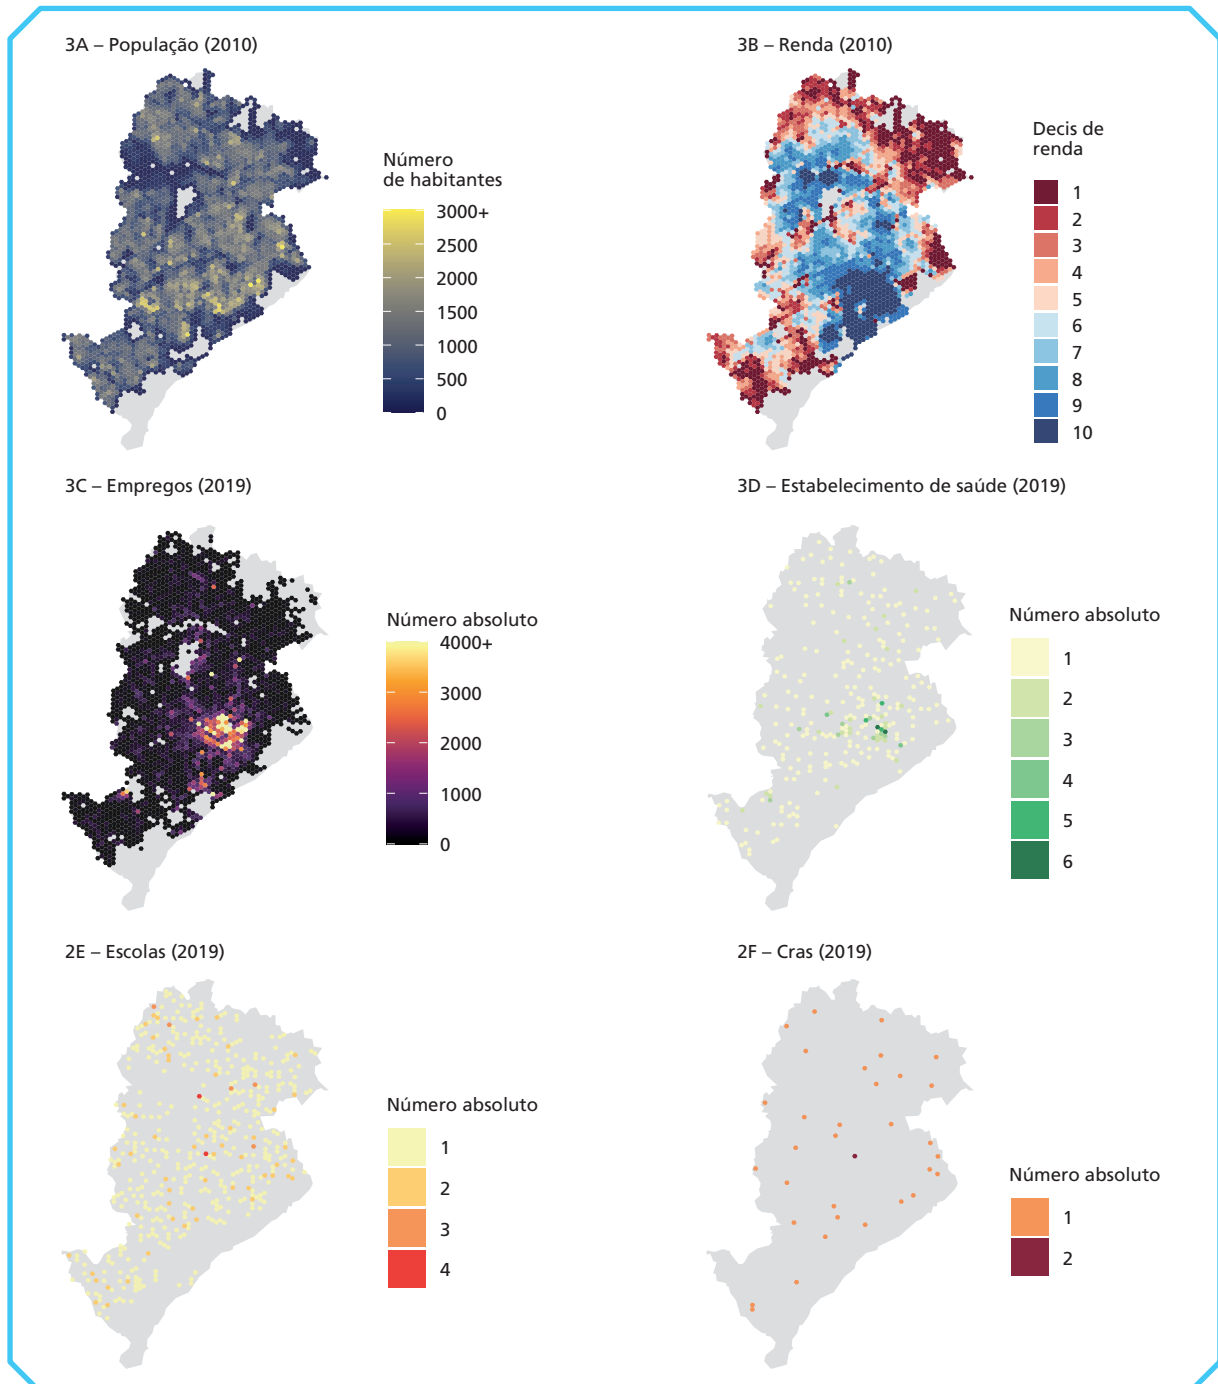 3A – População (2010)
Número
de habitantes
3000+
2500
2000
1500
1000
500
0
3B – Renda (2010)
Decis de
renda
1
2
3
4
5
6
7
8
9
10
3C – Empregos (2019)
Número absoluto
4000+
3000
2000
1000
0
3D – Estabelecimento de saúde (2019)
Número absoluto
1
2
3
4
5
6
2E – Escolas (2019)
Número absoluto
1
2
3
4
2F – Cras (2019)
Número absoluto
1
2